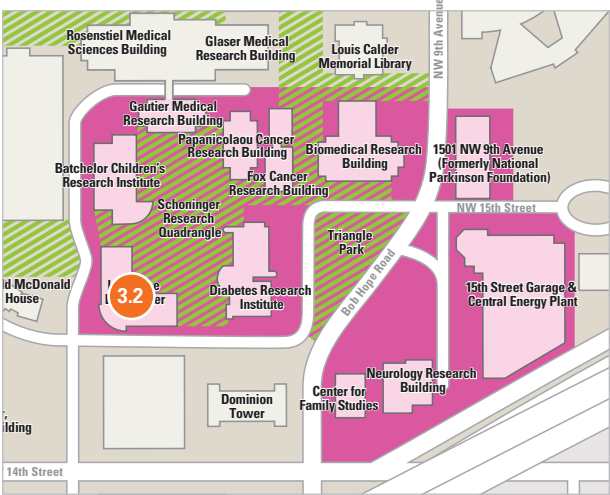 Rosenstiel Medical
Sciences Building
Glaser Medical
Research Building
Louis Calder
Memorial Library
NW 9th Avenue
Gautier Medical
Research Building
Papanicolaou Cancer
Research Building
Biomedical Research
Building
1501 NW 9th Avenue
(Formerly National
Parkinson Foundation)
Batchelor Children's
Research Institute
Fox Cancer
Research Building
Schoninger
Research
Quadrangle
NW 15th Street
Triangle
Park
Bob Hope Road
ld McDonald
House
3.2
Diabetes Research
Institute
15th Street Garage &
Central Energy Plant
Neurology Research
Building
Center for
Family Studies
Dominion
Tower
ilding
14th Street